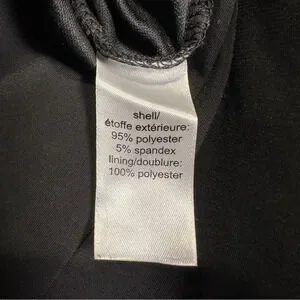 shell/
étoffe extérieure:
95% polyester
5% spandex
lining/doublure:
100% polyester